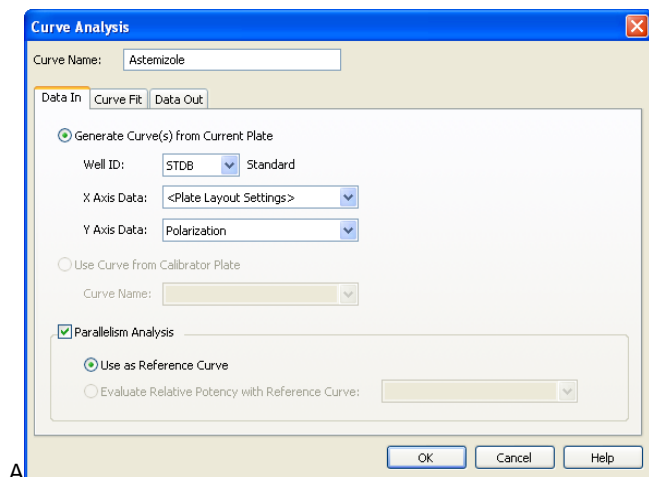 Curve Analysis
Curve Name: Astemizole
Data In Curve Fit Data Out
Generate Curve(s) from Current Plate
Well ID: STDB Standard
X Axis Data: <Plate Layout Settings>
Y Axis Data: Polarization
Use Curve from Calibrator Plate
Curve Name:
Parallelism Analysis
Use as Reference Curve
Evaluate Relative Potency with Reference Curve:
OK Cancel Help
A